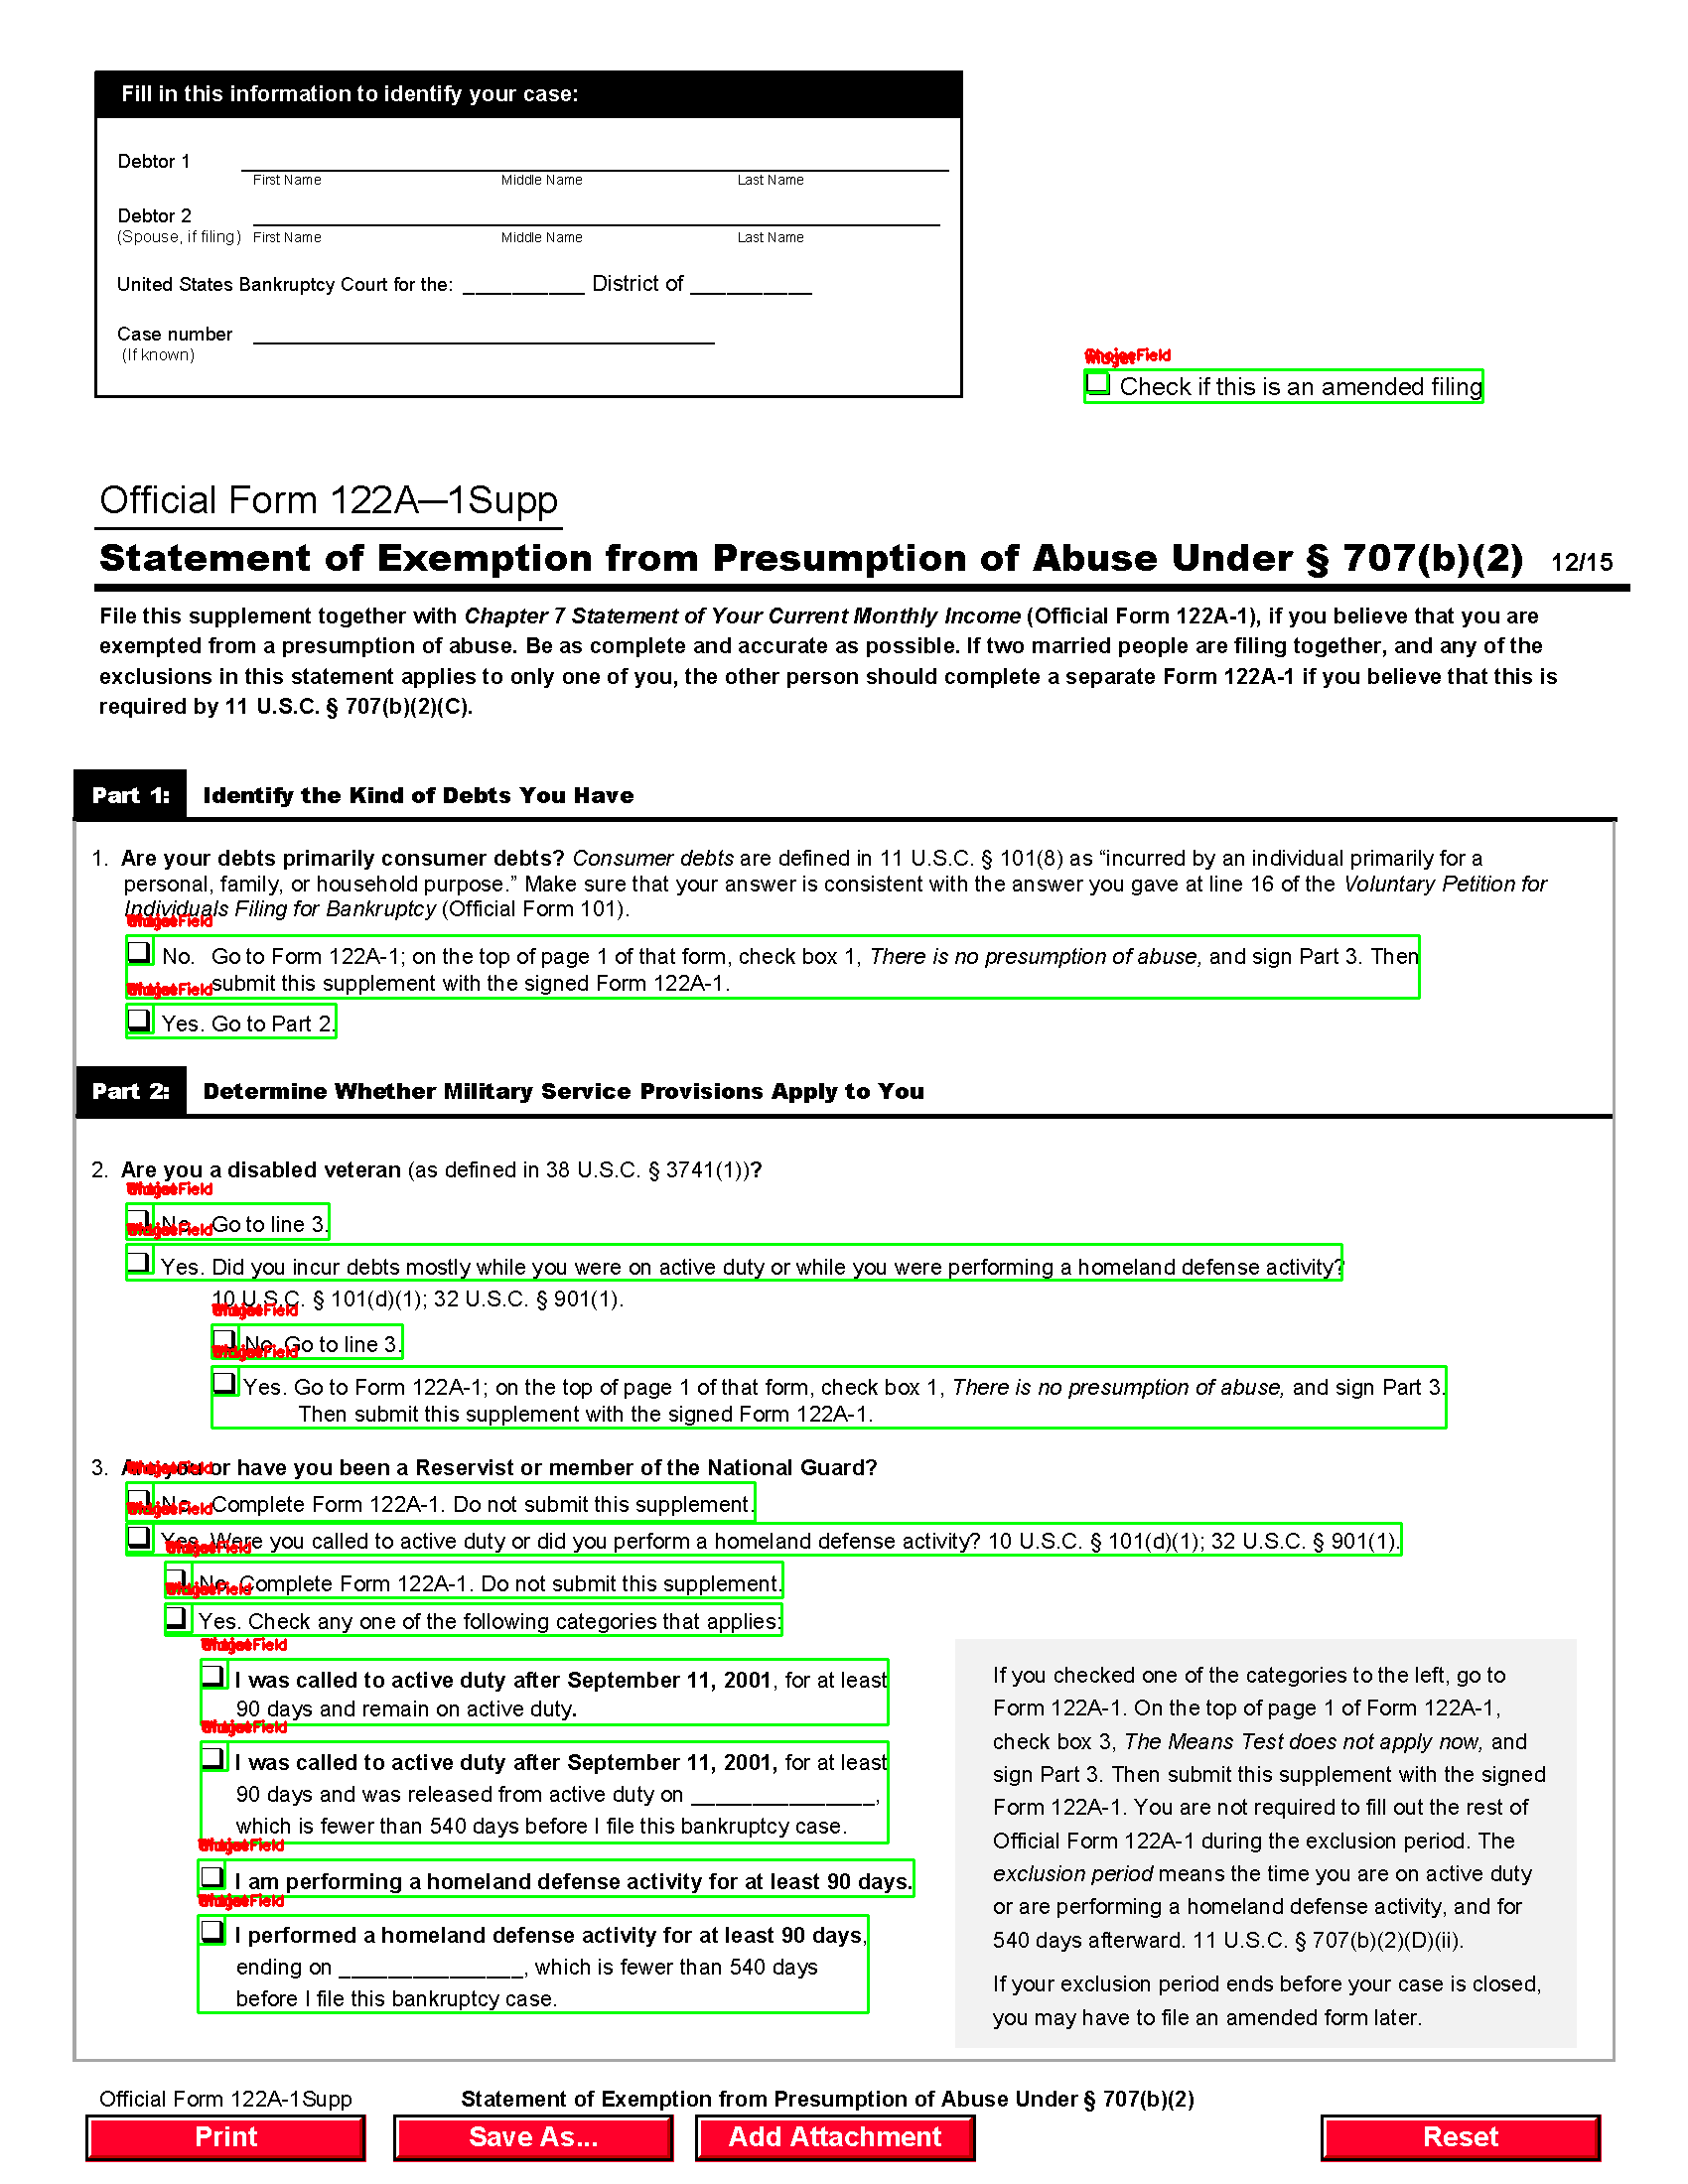 Fill in this information to identify your case:
Debtor 1
First Name Middle Name Last Name
Debtor 2
(Spouse, if filing) First Name Middle Name Last Name
United States Bankruptcy Court for the: __________ District of __________
Case number
(If known)
ChoiceField
Check if this is an amended filing
Official Form 122A—1Supp
Statement of Exemption from Presumption of Abuse Under § 707(b)(2) 12/15
File this supplement together with Chapter 7 Statement of Your Current Monthly Income (Official Form 122A-1), if you believe that you are
exempted from a presumption of abuse. Be as complete and accurate as possible. If two married people are filing together, and any of the
exclusions in this statement applies to only one of you, the other person should complete a separate Form 122A-1 if you believe that this is
required by 11 U.S.C. § 707(b)(2)(C).
Part 1: Identify the Kind of Debts You Have
1. Are your debts primarily consumer debts? Consumer debts are defined in 11 U.S.C. § 101(8) as “incurred by an individual primarily for a
personal, family, or household purpose.” Make sure that your answer is consistent with the answer you gave at line 16 of the Voluntary Petition for
Individuals Filing for Bankruptcy (Official Form 101).
No. Go to Form 122A-1; on the top of page 1 of that form, check box 1, There is no presumption of abuse, and sign Part 3. Then
submit this supplement with the signed Form 122A-1.
Yes. Go to Part 2.
Part 2: Determine Whether Military Service Provisions Apply to You
2. Are you a disabled veteran (as defined in 38 U.S.C. § 3741(1))?
No. Go to line 3.
Yes. Did you incur debts mostly while you were on active duty or while you were performing a homeland defense activity?
10 U.S.C. § 101(d)(1); 32 U.S.C. § 901(1).
No. Go to line 3.
Yes. Go to Form 122A-1; on the top of page 1 of that form, check box 1, There is no presumption of abuse, and sign Part 3.
Then submit this supplement with the signed Form 122A-1.
3. Are you or have you been a Reservist or member of the National Guard?
No. Complete Form 122A-1. Do not submit this supplement.
Yes. Were you called to active duty or did you perform a homeland defense activity? 10 U.S.C. § 101(d)(1); 32 U.S.C. § 901(1).
No. Complete Form 122A-1. Do not submit this supplement.
Yes. Check any one of the following categories that applies:
I was called to active duty after September 11, 2001, for at least
90 days and remain on active duty.
I was called to active duty after September 11, 2001, for at least
90 days and was released from active duty on _______________,
which is fewer than 540 days before I file this bankruptcy case.
I am performing a homeland defense activity for at least 90 days.
I performed a homeland defense activity for at least 90 days,
ending on _______________, which is fewer than 540 days
before I file this bankruptcy case.
If you checked one of the categories to the left, go to
Form 122A-1. On the top of page 1 of Form 122A-1,
check box 3, The Means Test does not apply now, and
sign Part 3. Then submit this supplement with the signed
Form 122A-1. You are not required to fill out the rest of
Official Form 122A-1 during the exclusion period. The
exclusion period means the time you are on active duty
or are performing a homeland defense activity, and for
540 days afterward. 11 U.S.C. § 707(b)(2)(D)(ii).
If your exclusion period ends before your case is closed,
you may have to file an amended form later.
Official Form 122A-1Supp Statement of Exemption from Presumption of Abuse Under § 707(b)(2)
Print Save As... Add Attachment Reset